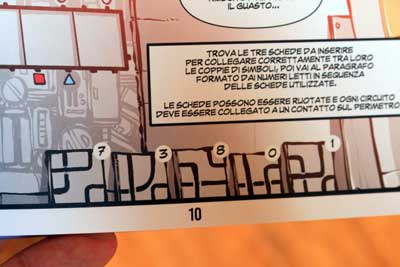 IL GUASTO...
TROVA LE TRE SCHEDE DA INSERIRE
PER COLLEGARE CORRETTAMENTE TRA LORO
LE COPPIE DI SIMBOLI, POI VAI AL PARAGRAFO
FORMATO DAI NUMERI LETTI IN SEQUENZA
DELLE SCHEDE UTILIZZATE.
LE SCHEDE POSSONO ESSERE RUOTATE E OGNI CIRCUITO
DEVE ESSERE COLLEGATO A UN CONTATTO SUL PERIMETRO
7 3 8 0 1
10